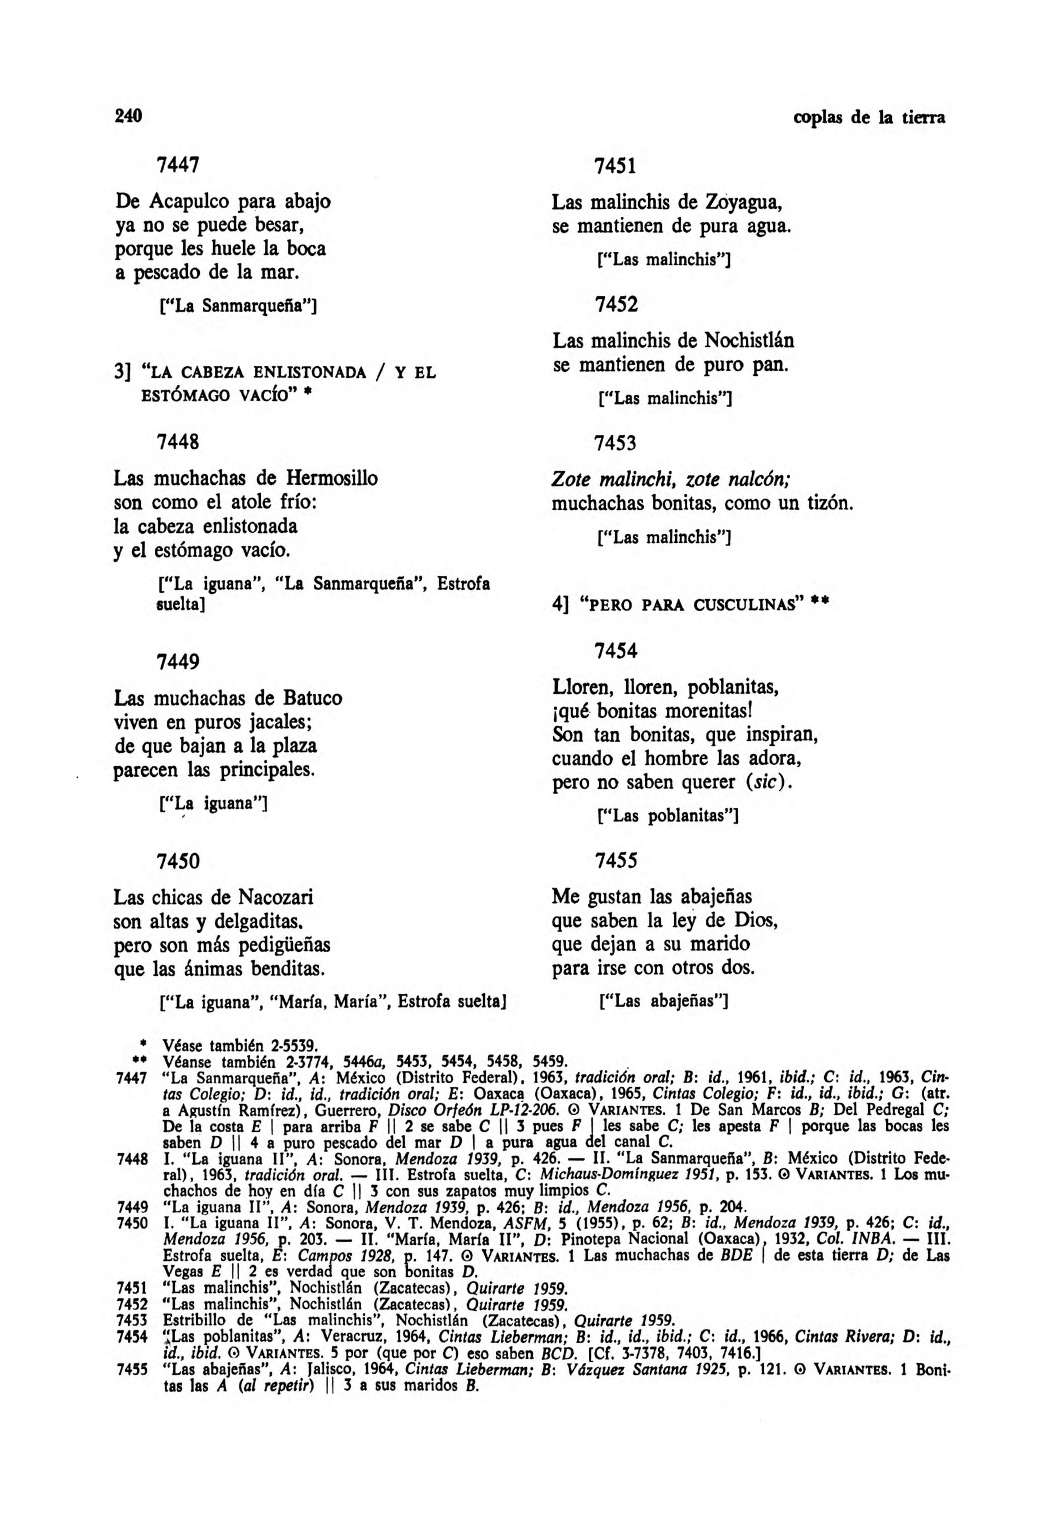 240
coplas de la tierra
7447
De Acapulco para abajo
ya no se puede besar,
porque les huele la boca
a pescado de la mar.
["La Sanmarqueña"]
3] "LA CABEZA ENLISTONADA / Y EL
ESTÓMAGO VACÍO" *
7448
Las muchachas de Hermosillo
son como el atole frío:
la cabeza enlistonada
y el estómago vacío.
["La iguana", "La Sanmarqueña", Estrofa
suelta]
7449
Las muchachas de Batuco
viven en puros jacales;
de que bajan a la plaza
parecen las principales.
["La iguana"]
7450
Las chicas de Nacozari
son altas y delgaditas.
pero son más pedigüeñas
que las ánimas benditas.
["La iguana", "María, María", Estrofa suelta]
7451
Las malinchis de Zoyagua,
se mantienen de pura agua.
["Las malinchis"]
7452
Las malinchis de Nochistlán
se mantienen de puro pan.
["Las malinchis"]
7453
Zote malinchi, zote nalcón;
muchachas bonitas, como un tizón.
["Las malinchis"]
4] "PERO PARA CUSCULINAS" **
7454
Lloren, lloren, poblanitas,
¡qué bonitas morenitas!
Son tan bonitas, que inspiran,
cuando el hombre las adora,
pero no saben querer (sic).
["Las poblanitas"]
7455
Me gustan las abajeñas
que saben la ley de Dios,
que dejan a su marido
para irse con otros dos.
["Las abajeñas"]
* Véase también 2-5539.
** Véanse también 2-3774, 5446a, 5453, 5454, 5458, 5459.
7447 "La Sanmarqueña", A: México (Distrito Federal), 1963, tradición oral; B: id., 1961, ibid.; C: id., 1963, Cin-
tas Colegio; D: id., id., tradición oral; E: Oaxaca (Oaxaca), 1965, Cintas Colegio; F: id., id., ibid.; G: (atr.
a Agustín Ramírez), Guerrero, Disco Orfeón LP-12-206. ⊙ VARIANTES. 1 De San Marcos B; Del Pedregal C;
De la costa E | para arriba F || 2 se sabe C || 3 pues F | les sabe C; les apesta F | porque las bocas les
saben D || 4 a puro pescado del mar D | a pura agua del canal C.
7448 I. "La iguana II", A: Sonora, Mendoza 1939, p. 426. — II. "La Sanmarqueña", B: México (Distrito Fede-
ral), 1963, tradición oral. — III. Estrofa suelta, C: Michaus-Domínguez 1951, p. 153. ⊙ VARIANTES. 1 Los mu-
chachos de hoy en día C || 3 con sus zapatos muy limpios C.
7449 "La iguana II", A: Sonora, Mendoza 1939, p. 426; B: id., Mendoza 1956, p. 204.
7450 I. "La iguana II", A: Sonora, V. T. Mendoza, ASFM, 5 (1955), p. 62; B: id., Mendoza 1939, p. 426; C: id.,
Mendoza 1956, p. 203. — II. "María, María II", D: Pinotepa Nacional (Oaxaca), 1932, Col. INBA. — III.
Estrofa suelta, E: Campos 1928, p. 147. ⊙ VARIANTES. 1 Las muchachas de BDE | de esta tierra D; de Las
Vegas E || 2 es verdad que son bonitas D.
7451 "Las malinchis", Nochistlán (Zacatecas), Quirarte 1959.
7452 "Las malinchis", Nochistlán (Zacatecas), Quirarte 1959.
7453 Estribillo de "Las malinchis", Nochistlán (Zacatecas), Quirarte 1959.
7454 "Las poblanitas", A: Veracruz, 1964, Cintas Lieberman; B: id., id., ibid.; C: id., 1966, Cintas Rivera; D: id.,
id., ibid. ⊙ VARIANTES. 5 por (que por C) eso saben BCD. [Cf. 3-7378, 7403, 7416.]
7455 "Las abajeñas", A: Jalisco, 1964, Cintas Lieberman; B: Vázquez Santana 1925, p. 121. ⊙ VARIANTES. 1 Boni-
tas las A (al repetir) || 3 a sus maridos B.